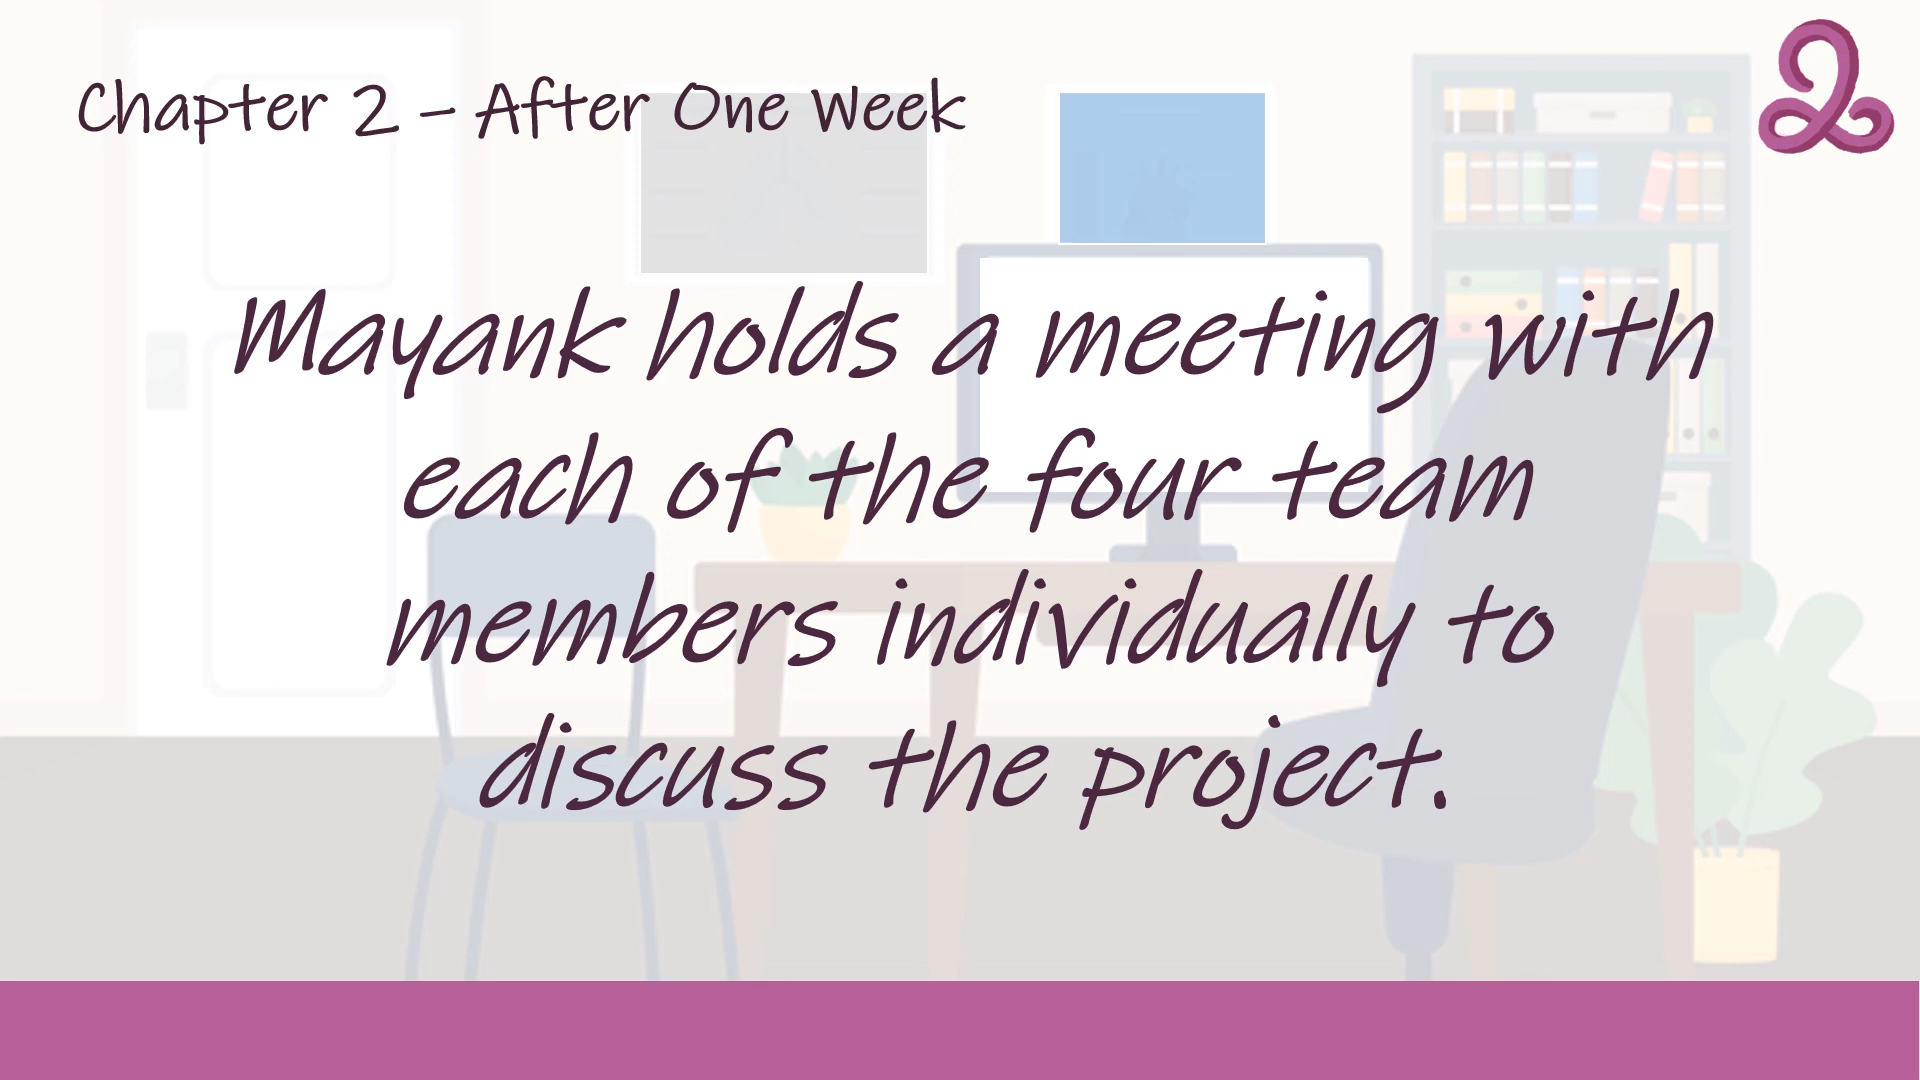 Chapter 2 – After One Week
Mayank holds a meeting with
each of the four team
members individually to
discuss the project.